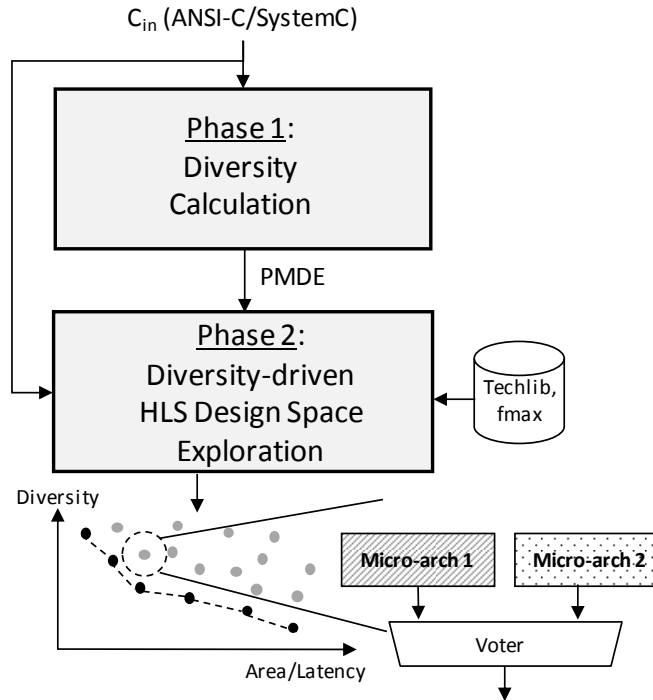 C_in (ANSI-C/SystemC)
Phase 1:
Diversity
Calculation
PMDE
Phase 2:
Diversity-driven
HLS Design Space
Exploration
Techlib,
fmax
Diversity
Micro-arch 1
Micro-arch 2
Voter
Area/Latency